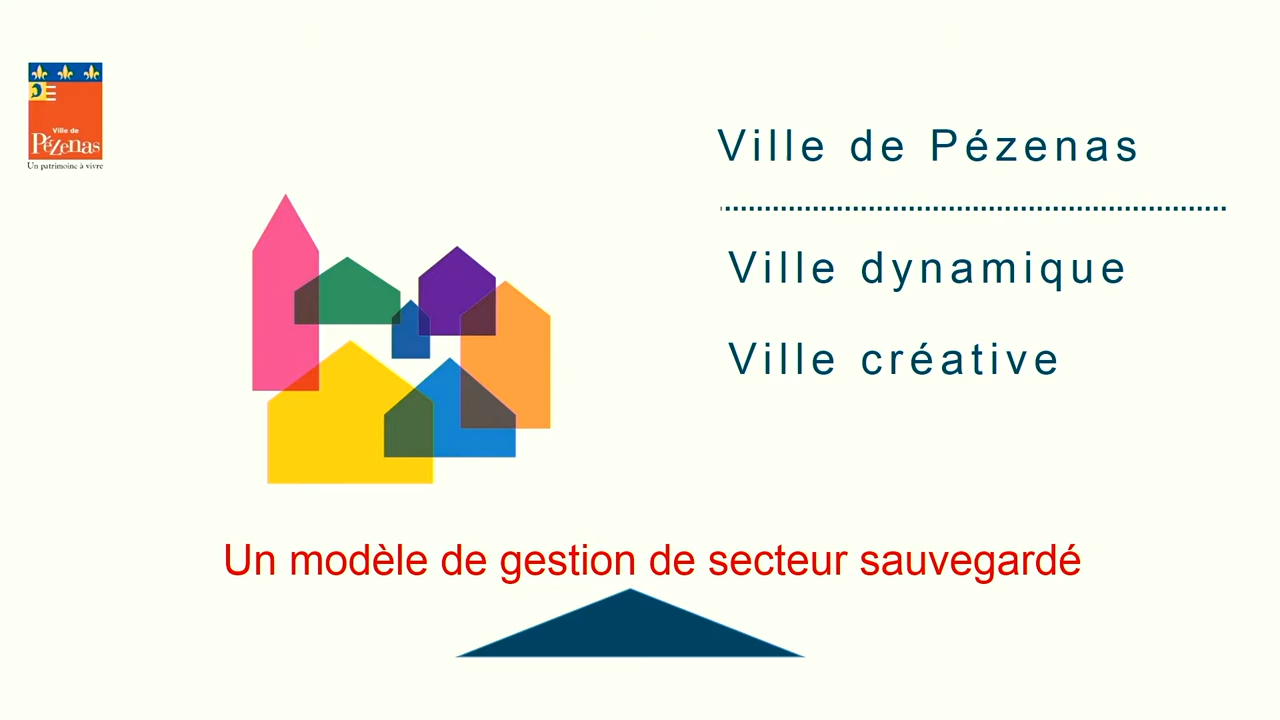 Ville de
Pézenas
Un patrimoine à vivre
Ville de Pézenas
Ville dynamique
Ville créative
Un modèle de gestion de secteur sauvegardé